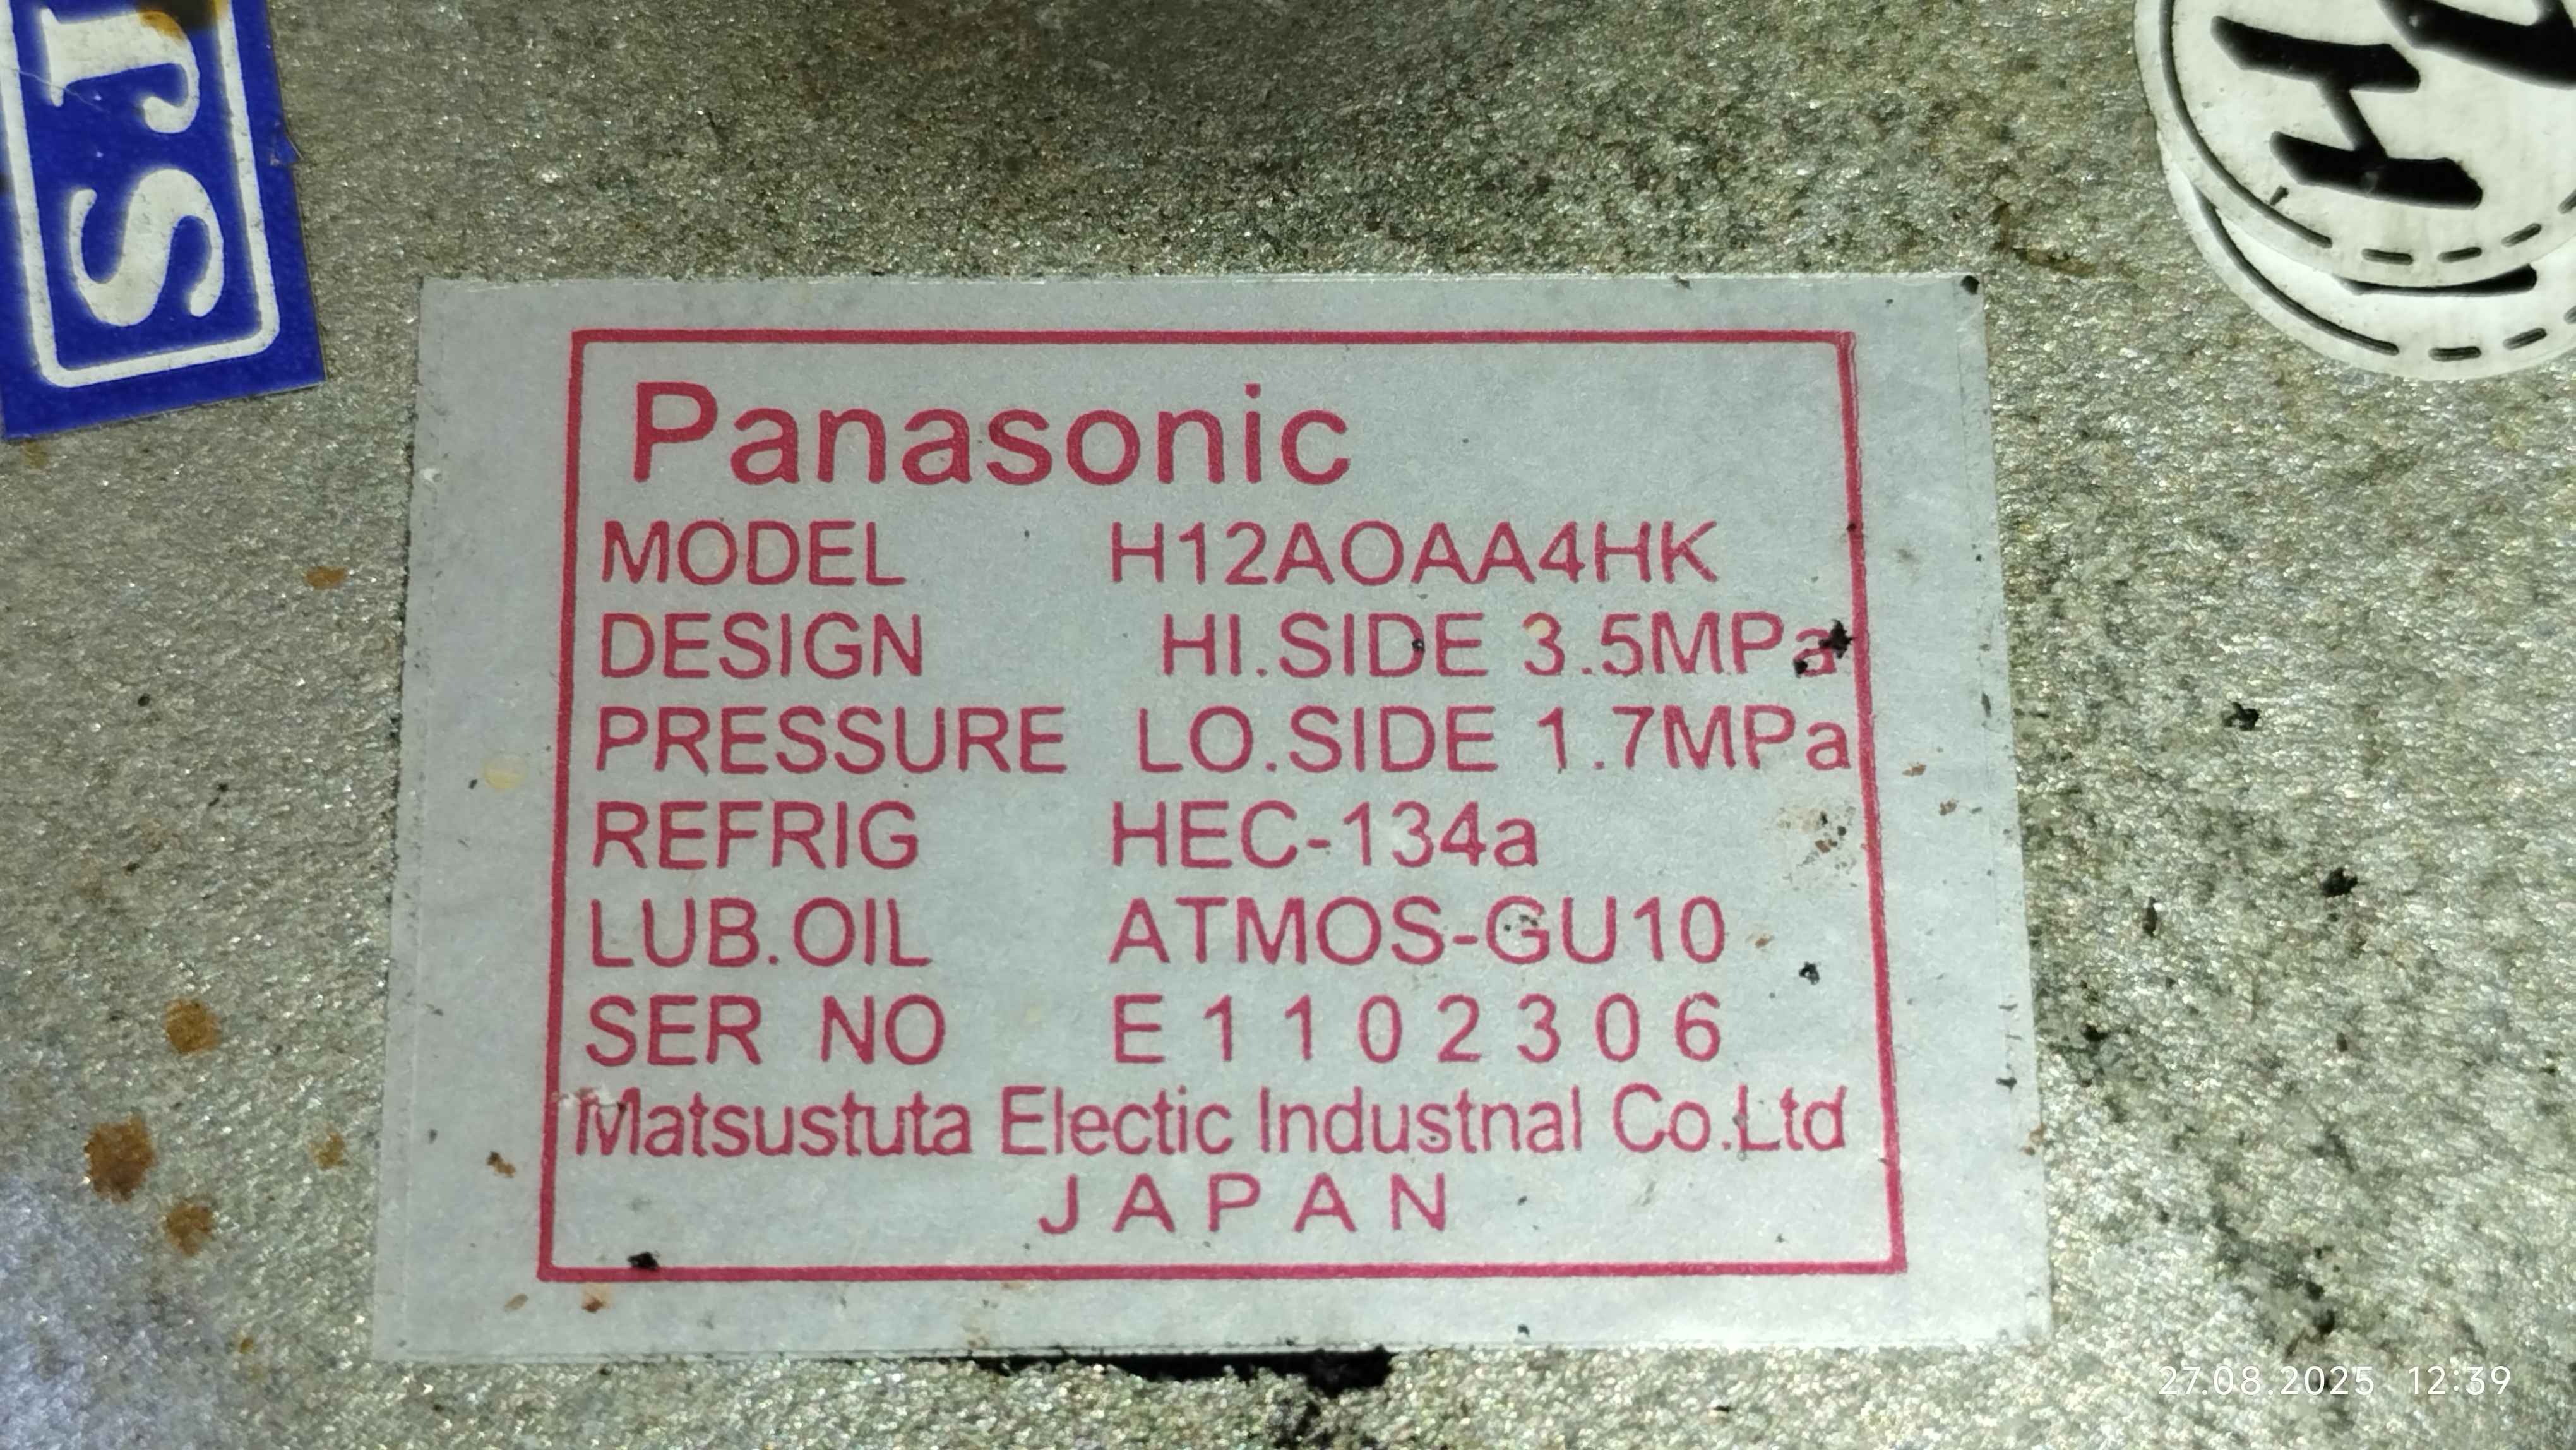 Panasonic
MODEL H12AOAA4HK
DESIGN HI.SIDE 3.5MPa
PRESSURE LO.SIDE 1.7MPa
REFRIG HEC-134a
LUB.OIL ATMOS-GU10
SER NO E1102306
Matsustuta Electic Industnal Co.Ltd
JAPAN
27.08.2025 12:39